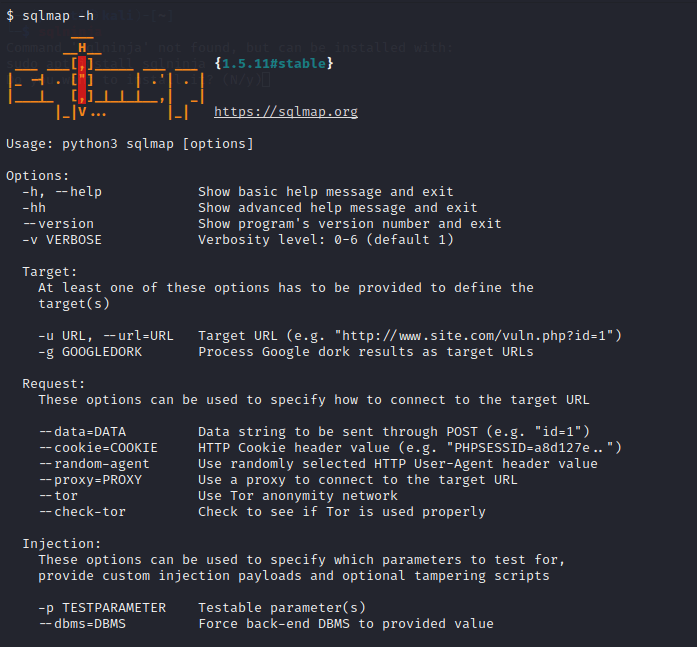 $ sqlmap -h
        ___
       __H__
 ___ ___[,]_____ ___ ___  {1.5.11#stable}
|_ -| . ["]     | .'| . |
|___|_  [,]_|_|_|__,|  _|
      |_|V...       |_|   https://sqlmap.org
Usage: python3 sqlmap [options]
Options:
-h, --help Show basic help message and exit
-hh Show advanced help message and exit
--version Show program's version number and exit
-v VERBOSE Verbosity level: 0-6 (default 1)
Target:
At least one of these options has to be provided to define the
target(s)
-u URL, --url=URL Target URL (e.g. "http://www.site.com/vuln.php?id=1")
-g GOOGLEDORK Process Google dork results as target URLs
Request:
These options can be used to specify how to connect to the target URL
--data=DATA Data string to be sent through POST (e.g. "id=1")
--cookie=COOKIE HTTP Cookie header value (e.g. "PHPSESSID=a8d127e..")
--random-agent Use randomly selected HTTP User-Agent header value
--proxy=PROXY Use a proxy to connect to the target URL
--tor Use Tor anonymity network
--check-tor Check to see if Tor is used properly
Injection:
These options can be used to specify which parameters to test for,
provide custom injection payloads and optional tampering scripts
-p TESTPARAMETER Testable parameter(s)
--dbms=DBMS Force back-end DBMS to provided value